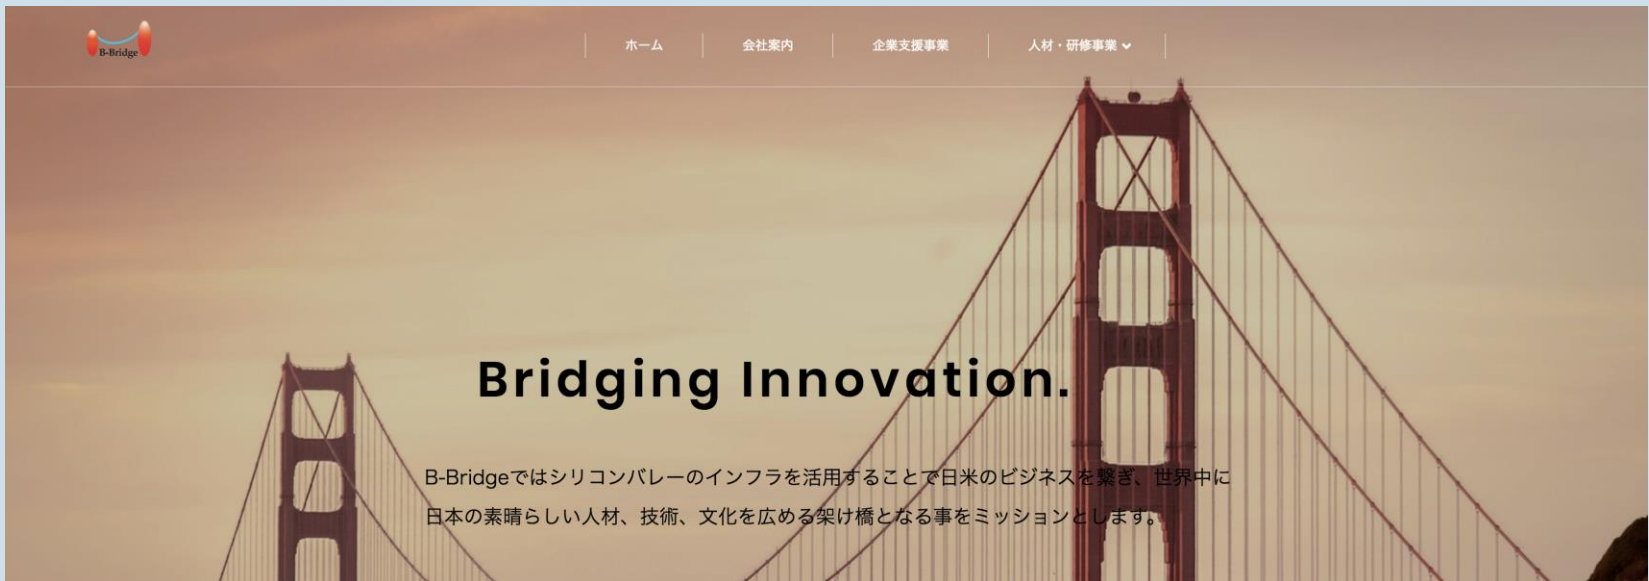 B-Bridge
ホーム
会社案内
企業支援事業
人材・研修事業
Bridging Innovation.
B-Bridgeではシリコンバレーのインフラを活用することで日米のビジネスを繋ぎ、世界中に
日本の素晴らしい人材、技術、文化を広める架け橋となる事をミッションとします。